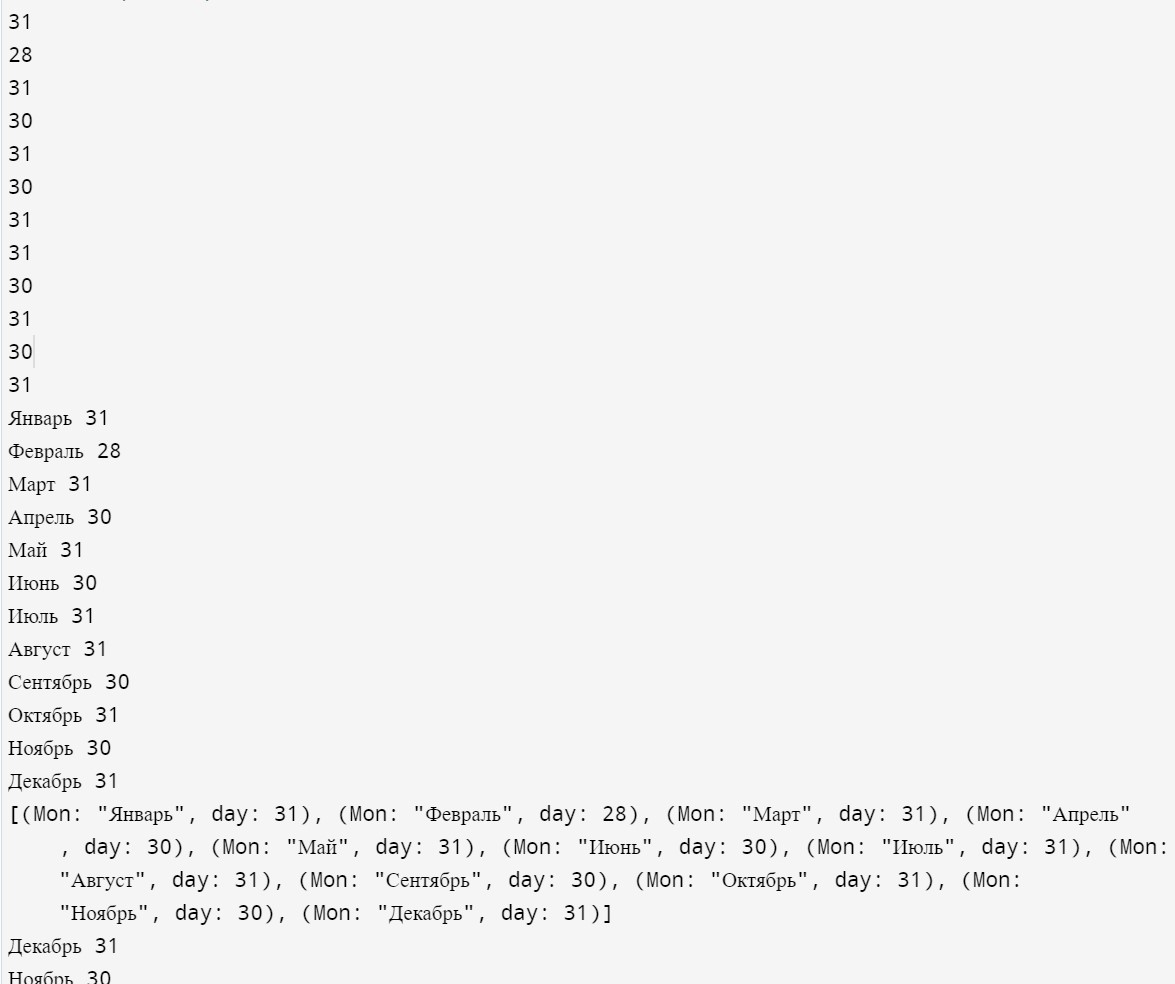 31
28
31
30
31
30
31
31
30
31
30
31
Январь 31
Февраль 28
Март 31
Апрель 30
Май 31
Июнь 30
Июль 31
Август 31
Сентябрь 30
Октябрь 31
Ноябрь 30
Декабрь 31
[(Mon: "Январь", day: 31), (Mon: "Февраль", day: 28), (Mon: "Март", day: 31), (Mon: "Апрель"
, day: 30), (Mon: "Май", day: 31), (Mon: "Июнь", day: 30), (Mon: "Июль", day: 31), (Mon:
"Август", day: 31), (Mon: "Сентябрь", day: 30), (Mon: "Октябрь", day: 31), (Mon:
"Ноябрь", day: 30), (Mon: "Декабрь", day: 31)]
Декабрь 31
Ноябрь 30